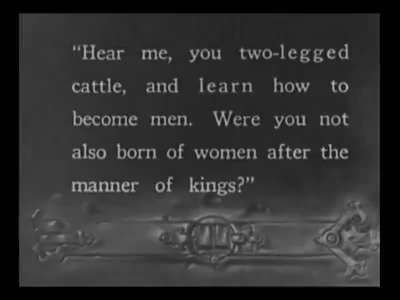 “Hear me, you two-legged
cattle, and learn how to
become men. Were you not
also born of women after the
manner of kings?”